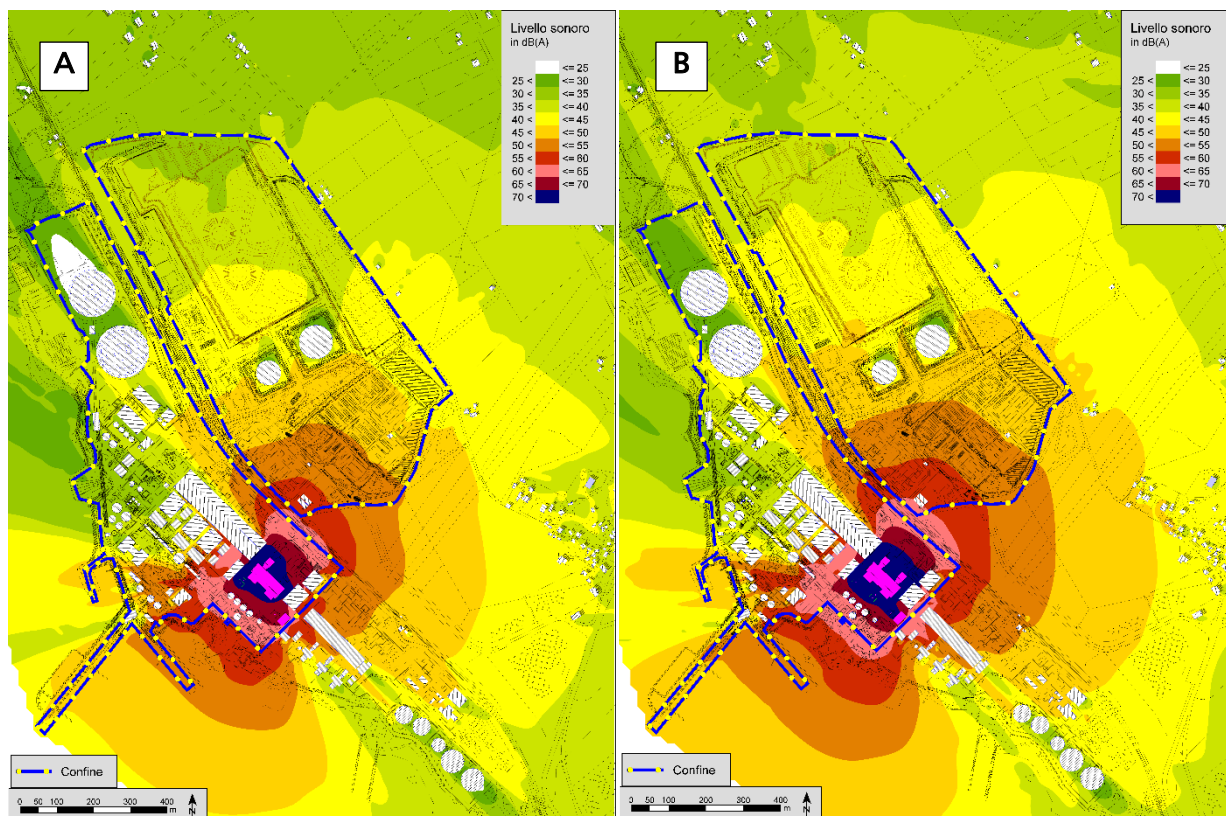 A
Livello sonoro
in dB(A)
<= 25
25 < <= 30
30 < <= 35
35 < <= 40
40 < <= 45
45 < <= 50
50 < <= 55
55 < <= 60
60 < <= 65
65 < <= 70
70 <
Confine
0 50 100 200 300 400
m
N
B
Livello sonoro
in dB(A)
<= 25
25 < <= 30
30 < <= 35
35 < <= 40
40 < <= 45
45 < <= 50
50 < <= 55
55 < <= 60
60 < <= 65
65 < <= 70
70 <
Confine
0 50 100 200 300 400
m
N